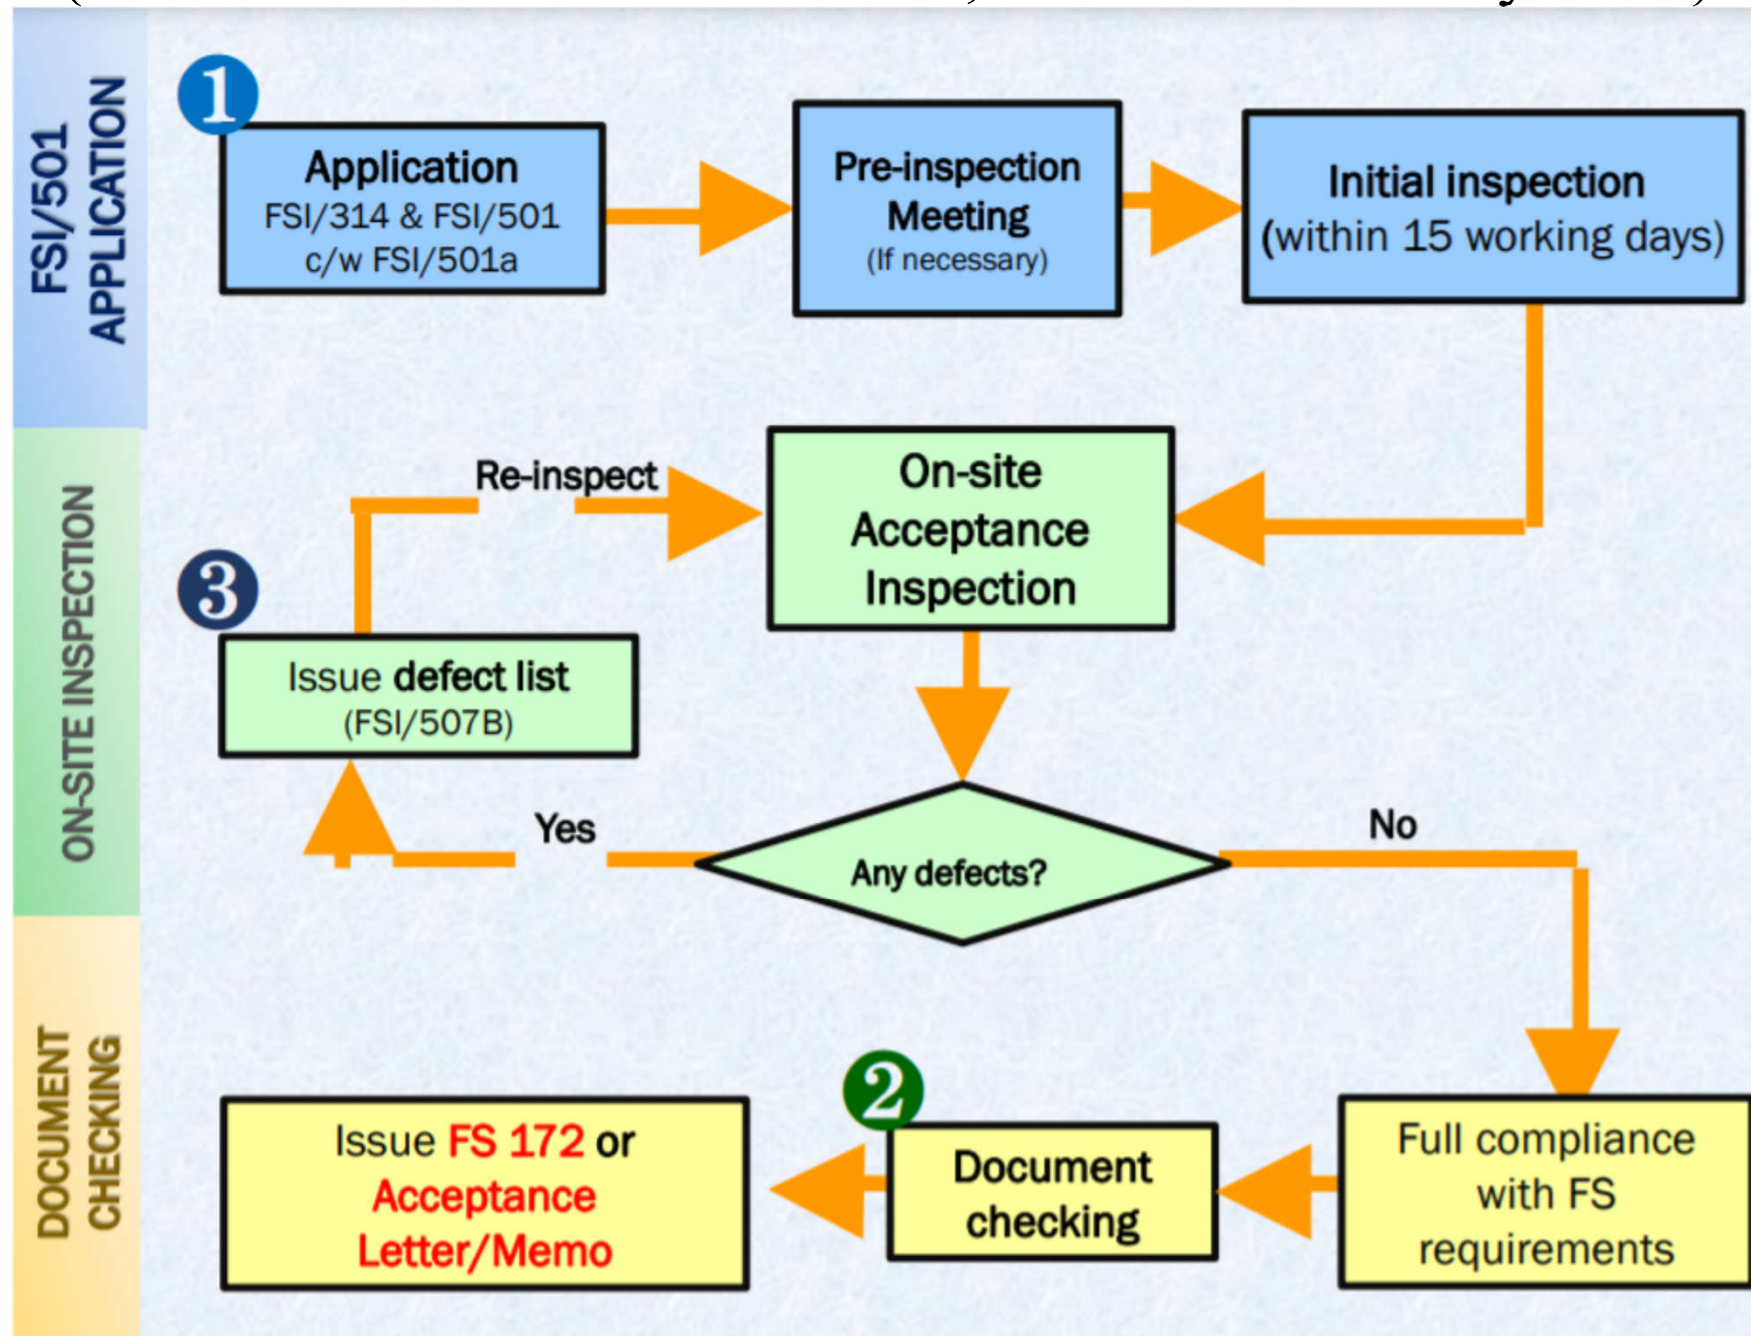 FSI/501
APPLICATION
1
Application
FSI/314 & FSI/501
c/w FSI/501a
Pre-inspection
Meeting
(If necessary)
Initial inspection
(within 15 working days)
ON-SITE INSPECTION
Re-inspect
On-site
Acceptance
Inspection
3
Issue defect list
(FSI/507B)
Yes
Any defects?
No
DOCUMENT
CHECKING
Issue FS 172 or
Acceptance
Letter/Memo
2
Document
checking
Full compliance
with FS
requirements